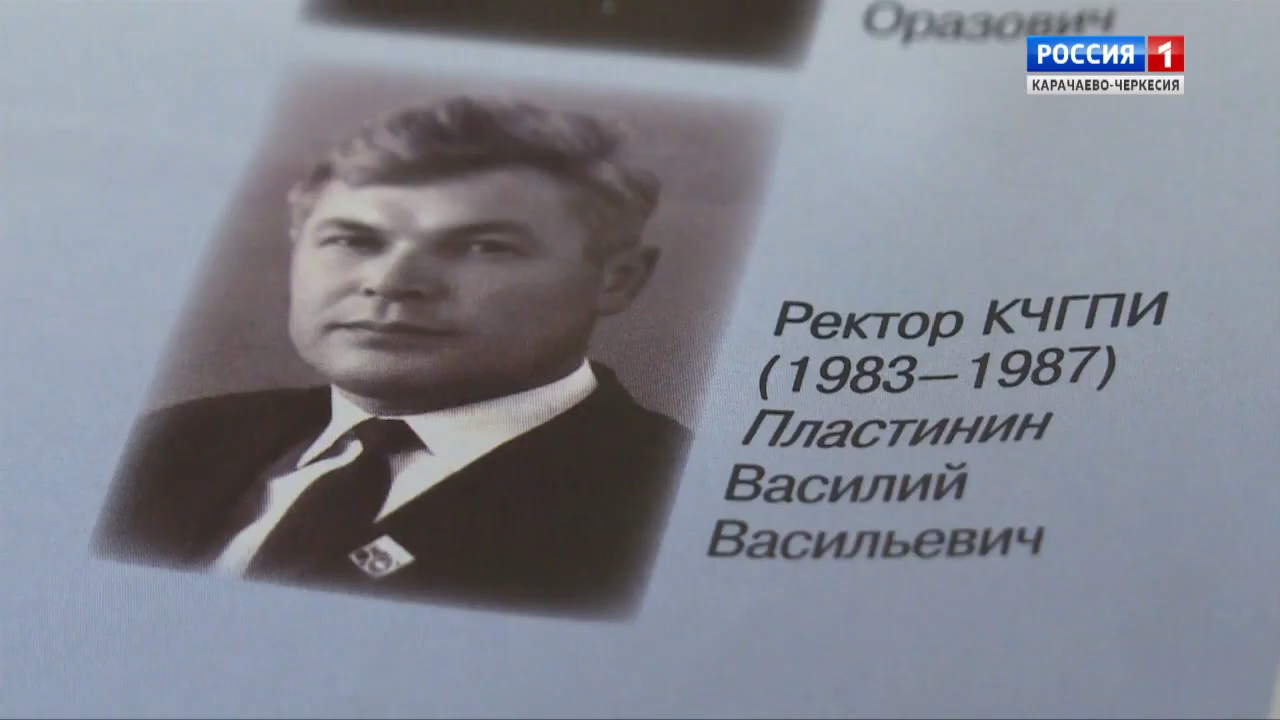 Оразович
РОССИЯ 1
КАРАЧАЕВО-ЧЕРКЕСИЯ
Ректор КЧГПИ
(1983—1987)
Пластинин
Василий
Васильевич